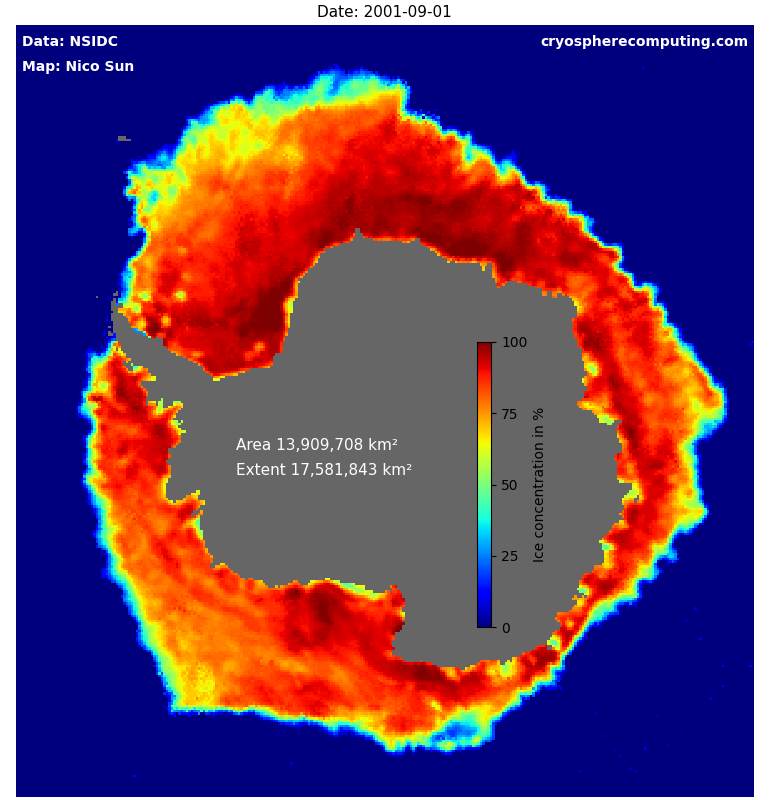 Date: 2001-09-01
Data: NSIDC
cryospherecomputing.com
Map: Nico Sun
100
75
50
25
0
Ice concentration in %
Area 13,909,708 km²
Extent 17,581,843 km²